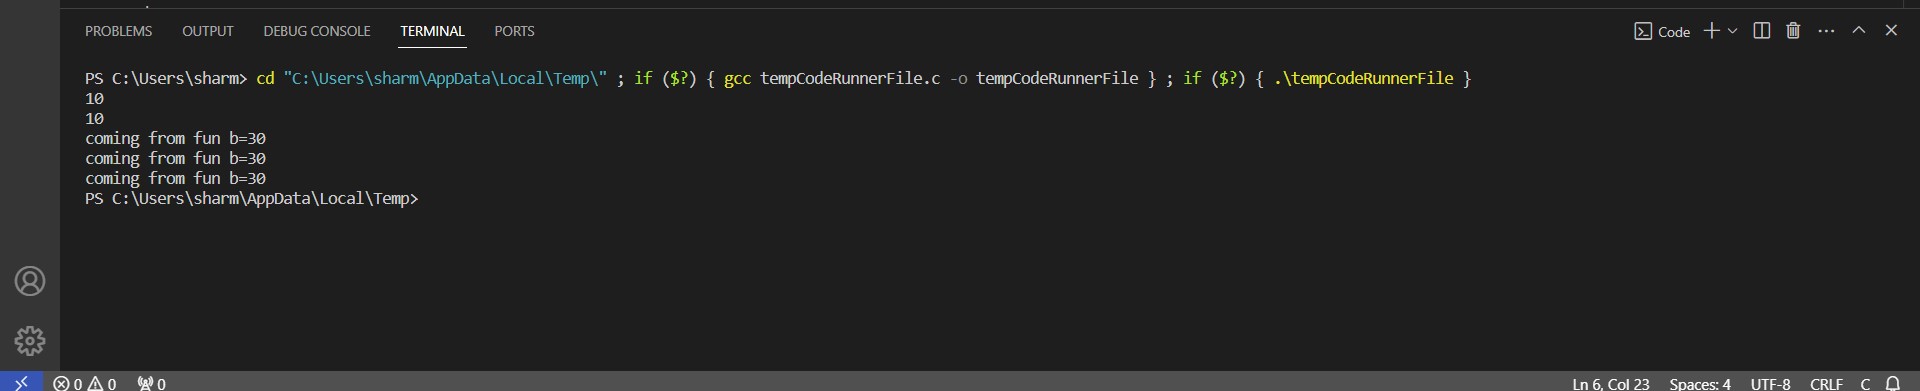 PROBLEMS OUTPUT DEBUG CONSOLE TERMINAL PORTS Code
PS C:\Users\sharm> cd "C:\Users\sharm\AppData\Local\Temp\" ; if ($?) { gcc tempCodeRunnerFile.c -o tempCodeRunnerFile } ; if ($?) { .\tempCodeRunnerFile }
10
10
coming from fun b=30
coming from fun b=30
coming from fun b=30
PS C:\Users\sharm\AppData\Local\Temp>
0 0 0 Ln 6, Col 23 Spaces: 4 UTF-8 CRLF C